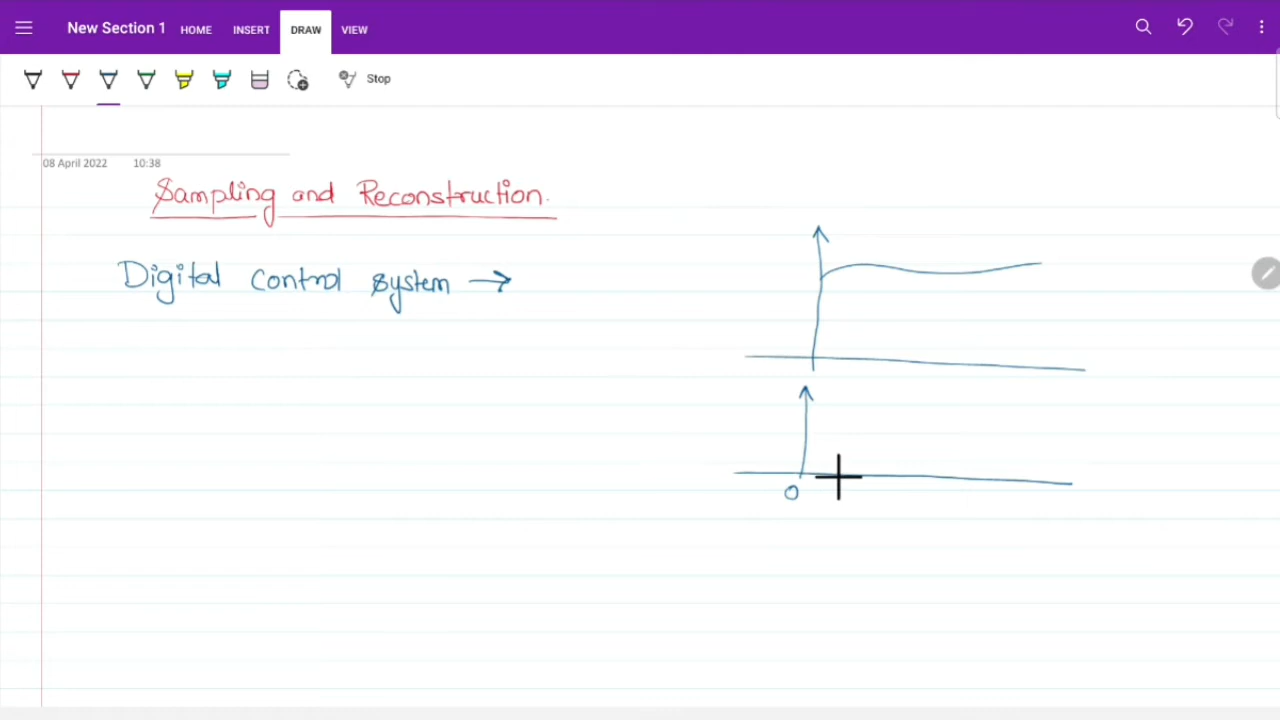 New Section 1 HOME INSERT DRAW VIEW
Stop
08 April 2022 10:38
Sampling and Reconstruction.
Digital control system →
0